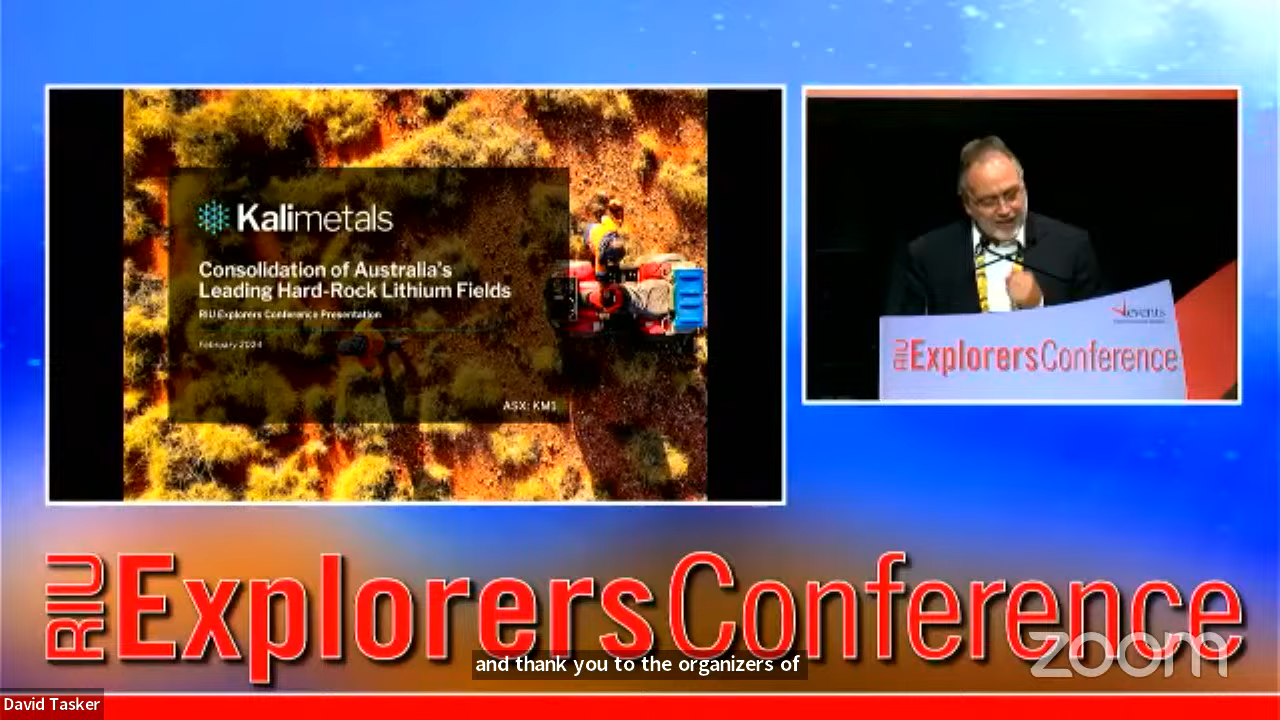 Kalimetals
Consolidation of Australia's
Leading Hard-Rock Lithium Fields
RIU Explorers Conference Presentation
February 2024
ASX: KM1
events
RIU ExplorersConference
RIU ExplorersConference
zoom
and thank you to the organizers of
David Tasker